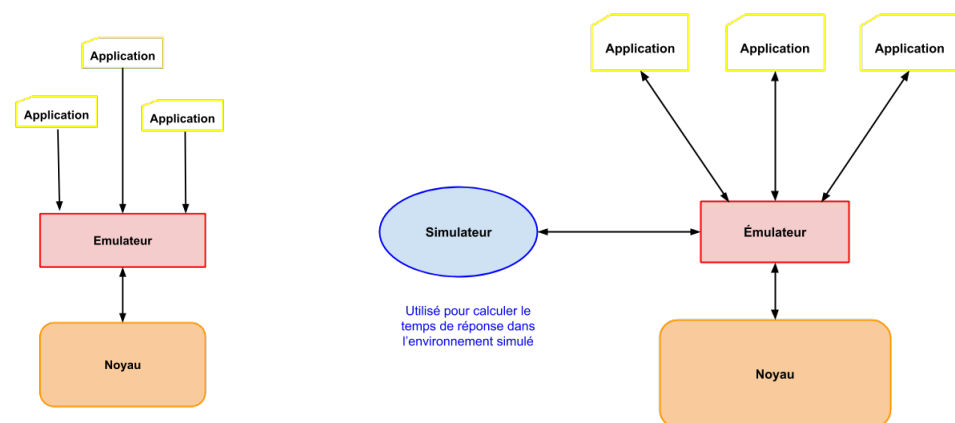 Application
Application
Application
Emulateur
Noyau
Application
Application
Application
Simulateur
Émulateur
Utilisé pour calculer le
temps de réponse dans
l'environnement simulé
Noyau